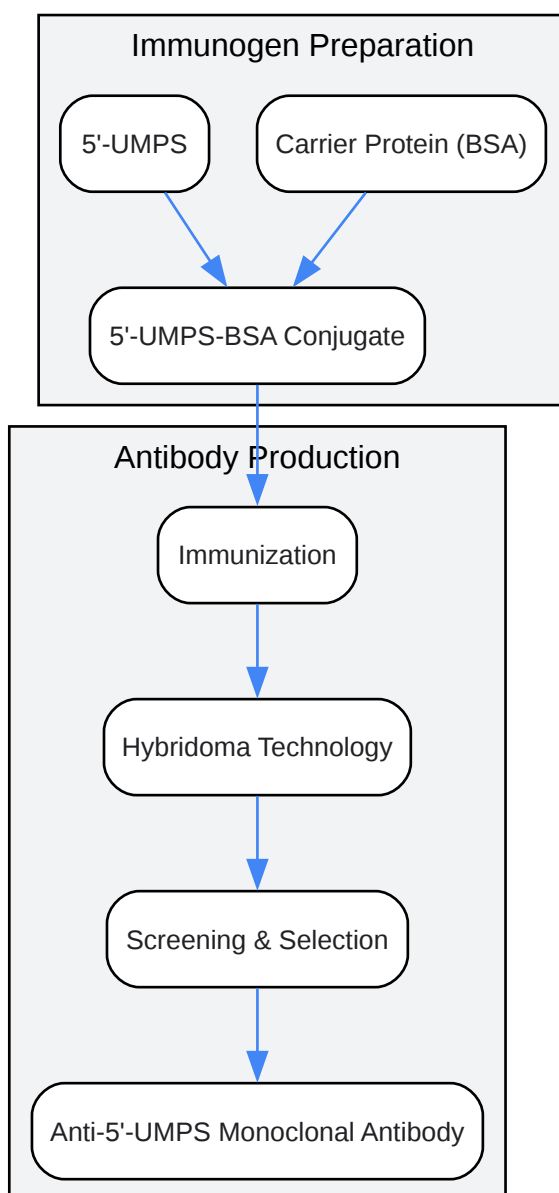 Immunogen Preparation
5'-UMPS
Carrier Protein (BSA)
5'-UMPS-BSA Conjugate
Antibody Production
Immunization
Hybridoma Technology
Screening & Selection
Anti-5'-UMPS Monoclonal Antibody